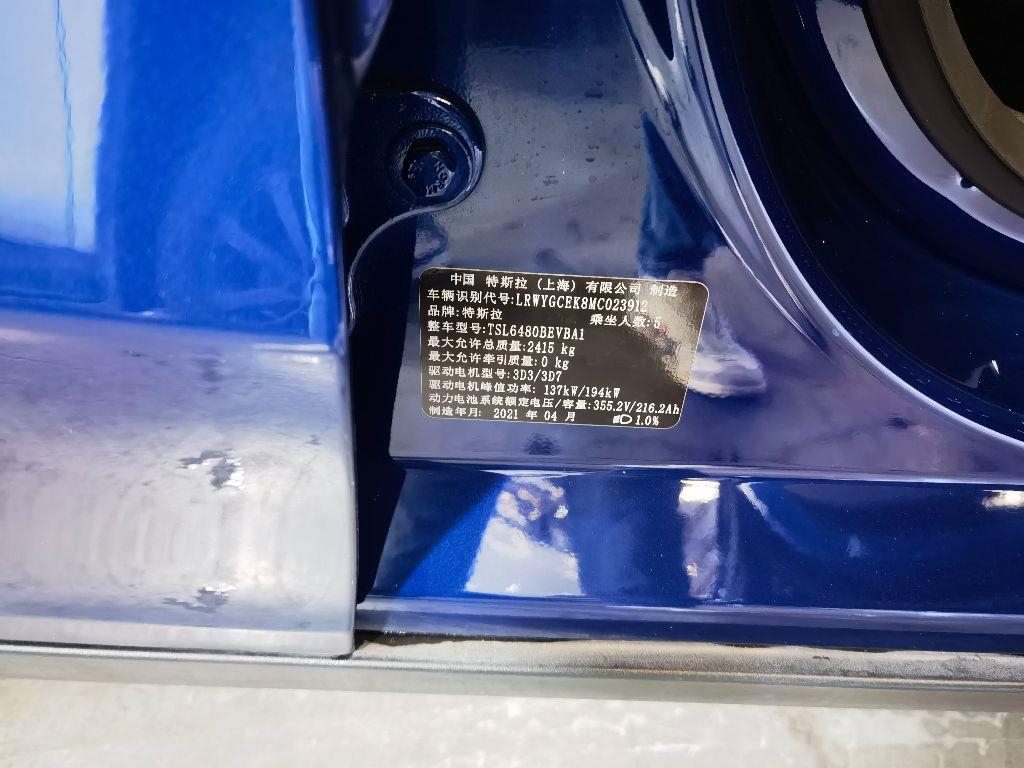 中国 特斯拉（上海）有限公司 制造
车辆识别代号:LRWYGCEK8MC023912
品牌:特斯拉 乘坐人数:5
整车型号:TSL6480BEVBA1
最大允许总质量:2415 kg
最大允许牵引质量:0 kg
驱动电机型号:3D3/3D7
驱动电机峰值功率: 137kW/194kW
动力电池系统额定电压/容量:355.2V/216.2Ah
制造年月: 2021 年 04 月 1.0%